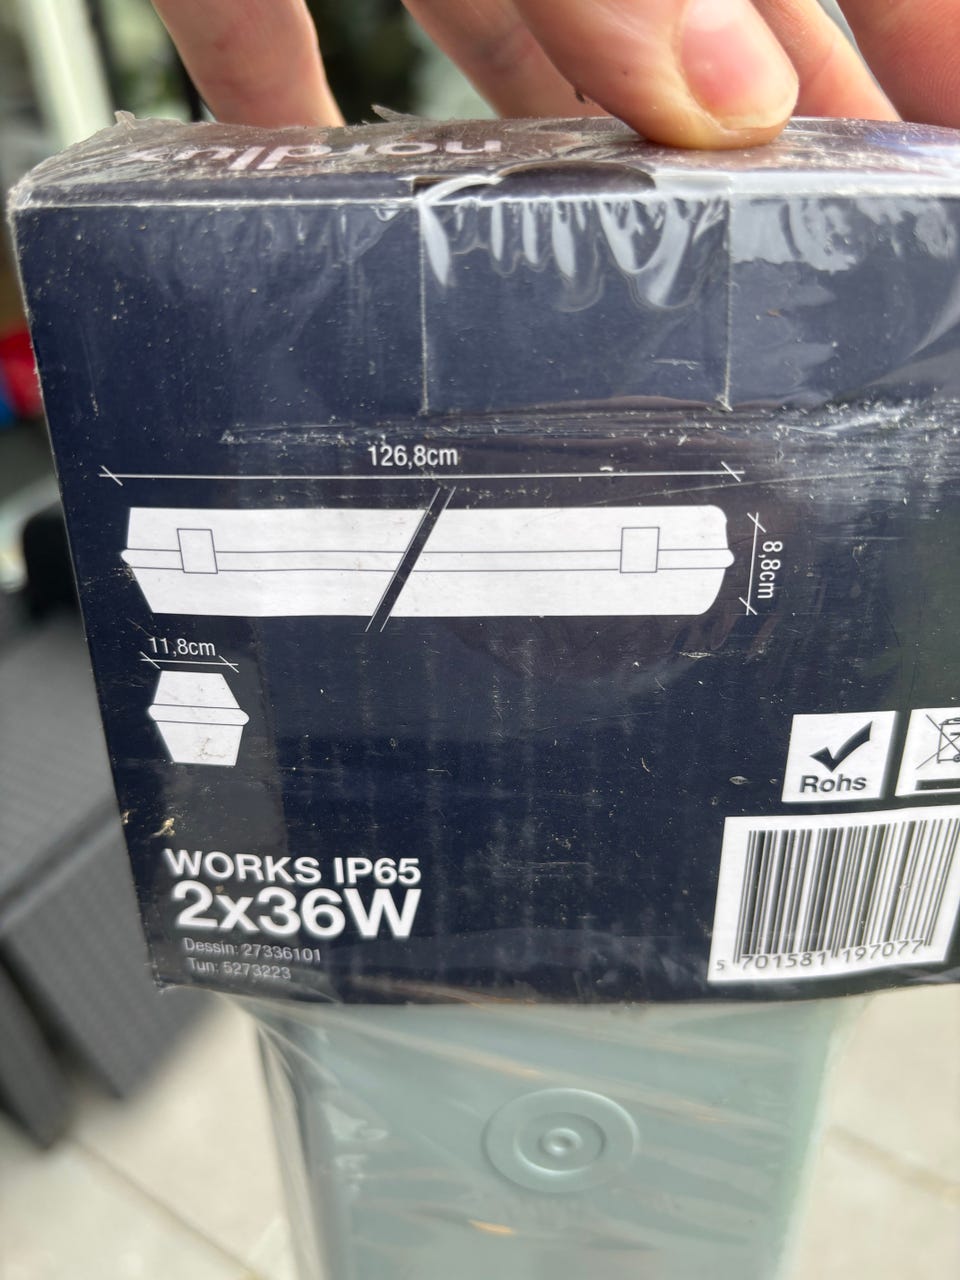 nordlux
126,8cm
8,8cm
11,8cm
Rohs
WORKS IP65
2x36W
Dessin: 27336101
Tun: 5273223
5 701581 197077